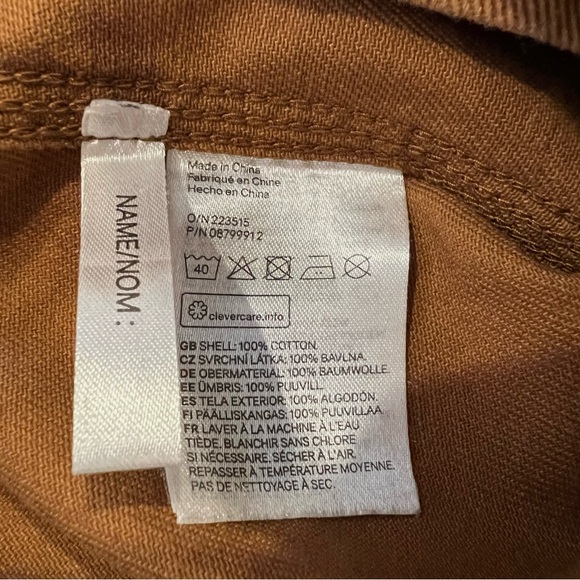 NAME/NOM :
Made in China
Fabriqué en Chine
Hecho en China
O/N 223515
P/N 08799912
40
clevercare.info
GB SHELL: 100% COTTON.
CZ SVRCHNÍ LÁTKA: 100% BAVLNA.
DE OBERMATERIAL: 100% BAUMWOLLE.
EE ÜMBRIS: 100% PUUVILL.
ES TELA EXTERIOR: 100% ALGODÓN.
FI PÄÄLLISKANGAS: 100% PUUVILLAA.
FR LAVER À LA MACHINE À L'EAU
TIÈDE. BLANCHIR SANS CHLORE
SI NÉCESSAIRE. SÉCHER À L'AIR.
REPASSER À TEMPÉRATURE MOYENNE.
PAS DE NETTOYAGE À SEC.